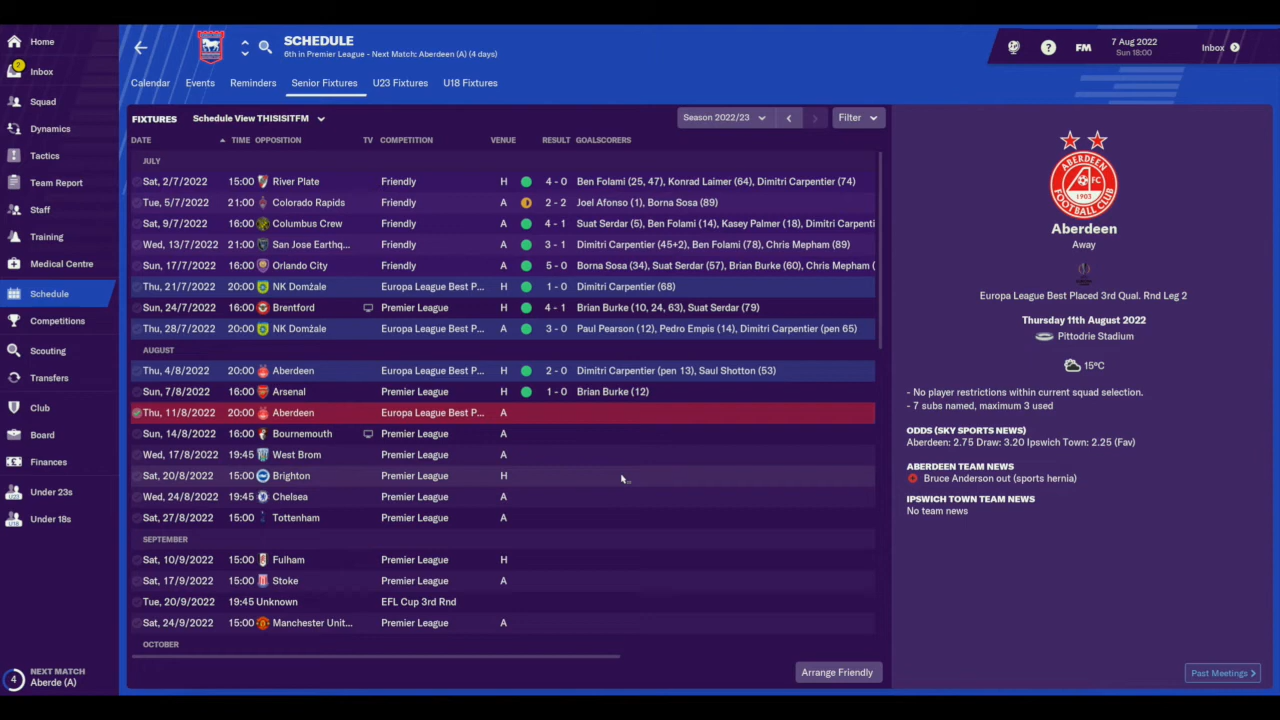 Home
2
Inbox
Squad
Dynamics
Tactics
Team Report
Staff
Training
Medical Centre
Schedule
Competitions
Scouting
Transfers
Club
Board
Finances
Under 23s
Under 18s
4
NEXT MATCH
Aberde (A)
SCHEDULE
6th in Premier League - Next Match: Aberdeen (A) (4 days)
FM
7 Aug 2022
Sun 18:00
Inbox
Calendar Events Reminders Senior Fixtures U23 Fixtures U18 Fixtures
FIXTURES Schedule View THISISITFM Season 2022/23 Filter
DATE TIME OPPOSITION TV COMPETITION VENUE RESULT GOALSCORERS
JULY
Sat, 2/7/2022 15:00 River Plate Friendly H 4 - 0 Ben Folami (25, 47), Konrad Laimer (64), Dimitri Carpentier (74)
Tue, 5/7/2022 21:00 Colorado Rapids Friendly A 2 - 2 Joel Afonso (1), Borna Sosa (89)
Sat, 9/7/2022 16:00 Columbus Crew Friendly A 4 - 1 Suat Serdar (5), Ben Folami (14), Kasey Palmer (18), Dimitri Carpenti
Wed, 13/7/2022 21:00 San Jose Earthq... Friendly A 3 - 1 Dimitri Carpentier (45+2), Ben Folami (78), Chris Mepham (89)
Sun, 17/7/2022 16:00 Orlando City Friendly A 5 - 0 Borna Sosa (34), Suat Serdar (57), Brian Burke (60), Chris Mepham (
Thu, 21/7/2022 20:00 NK Domžale Europa League Best P... H 1 - 0 Dimitri Carpentier (68)
Sun, 24/7/2022 16:00 Brentford Premier League H 4 - 1 Brian Burke (10, 24, 63), Suat Serdar (79)
Thu, 28/7/2022 20:00 NK Domžale Europa League Best P... A 3 - 0 Paul Pearson (12), Pedro Empis (14), Dimitri Carpentier (pen 65)
AUGUST
Thu, 4/8/2022 20:00 Aberdeen Europa League Best P... H 2 - 0 Dimitri Carpentier (pen 13), Saul Shotton (53)
Sun, 7/8/2022 16:00 Arsenal Premier League H 1 - 0 Brian Burke (12)
Thu, 11/8/2022 20:00 Aberdeen Europa League Best P... A
Sun, 14/8/2022 16:00 Bournemouth Premier League A
Wed, 17/8/2022 19:45 West Brom Premier League A
Sat, 20/8/2022 15:00 Brighton Premier League H
Wed, 24/8/2022 19:45 Chelsea Premier League A
Sat, 27/8/2022 15:00 Tottenham Premier League A
SEPTEMBER
Sat, 10/9/2022 15:00 Fulham Premier League H
Sat, 17/9/2022 15:00 Stoke Premier League A
Tue, 20/9/2022 19:45 Unknown EFL Cup 3rd Rnd
Sat, 24/9/2022 15:00 Manchester Unit... Premier League A
OCTOBER
Arrange Friendly
ABERDEEN
FC
1903
FOOTBALL CLUB
Aberdeen
Away
Europa League Best Placed 3rd Qual. Rnd Leg 2
Thursday 11th August 2022
Pittodrie Stadium
15°C
- No player restrictions within current squad selection.
- 7 subs named, maximum 3 used
ODDS (SKY SPORTS NEWS)
Aberdeen: 2.75 Draw: 3.20 Ipswich Town: 2.25 (Fav)
ABERDEEN TEAM NEWS
Bruce Anderson out (sports hernia)
IPSWICH TOWN TEAM NEWS
No team news
Past Meetings